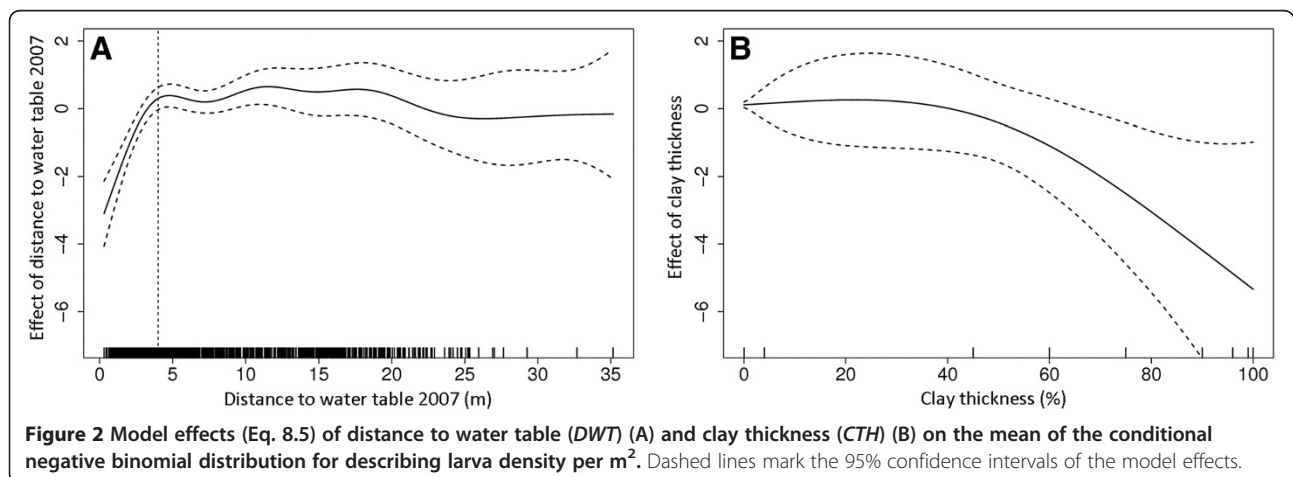 A
Effect of distance to water table 2007
2
0
−2
−4
−6
0 5 10 15 20 25 30 35
Distance to water table 2007 (m)
B
Effect of clay thickness
2
0
−2
−4
−6
0 20 40 60 80 100
Clay thickness (%)
Figure 2 Model effects (Eq. 8.5) of distance to water table (DWT) (A) and clay thickness (CTH) (B) on the mean of the conditional
negative binomial distribution for describing larva density per m². Dashed lines mark the 95% confidence intervals of the model effects.